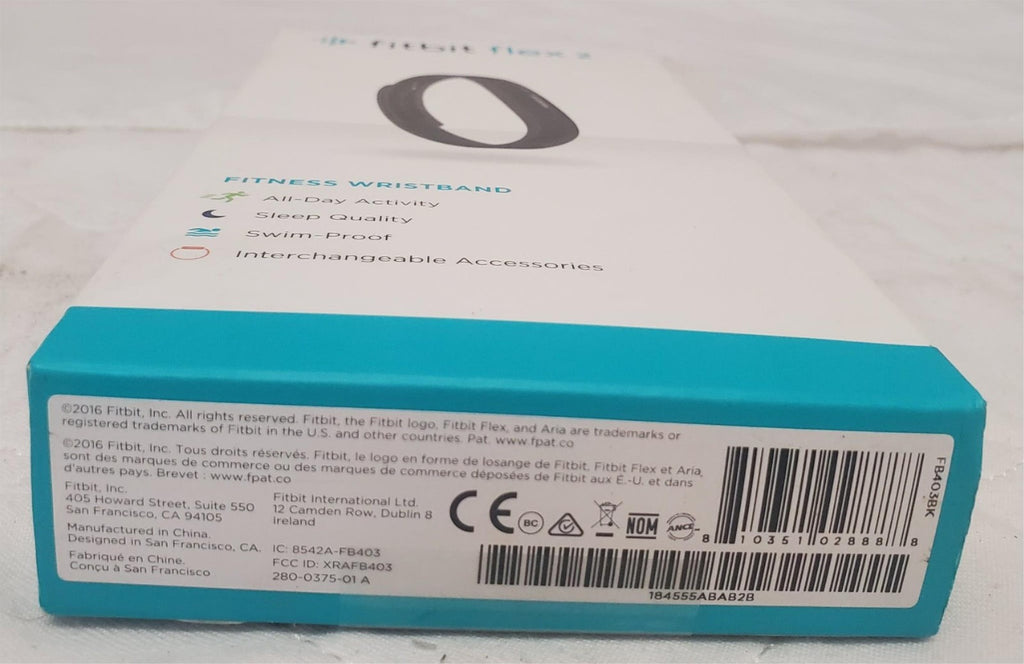 fitbit flex 2
FITNESS WRISTBAND
All-Day Activity
Sleep Quality
Swim-Proof
Interchangeable Accessories
©2016 Fitbit, Inc. All rights reserved. Fitbit, the Fitbit logo, Fitbit Flex, and Aria are trademarks or
registered trademarks of Fitbit in the U.S. and other countries. Pat. www.fpat.co
©2016 Fitbit, Inc. Tous droits réservés. Fitbit, le logo en forme de losange de Fitbit, Fitbit Flex et Aria
sont des marques de commerce ou des marques de commerce déposées de Fitbit aux É.-U. et dans
d'autres pays. Brevet : www.fpat.co
Fitbit, Inc.
405 Howard Street, Suite 550
San Francisco, CA 94105
Manufactured in China.
Designed in San Francisco, CA.
Fabriqué en Chine.
Conçu à San Francisco
Fitbit International Ltd.
12 Camden Row, Dublin 8
Ireland
IC: 8542A-FB403
FCC ID: XRAFB403
280-0375-01 A
CE
BC
NOM
ANCE
8 10351 02888 8
FB403BK
184555ABAB2B